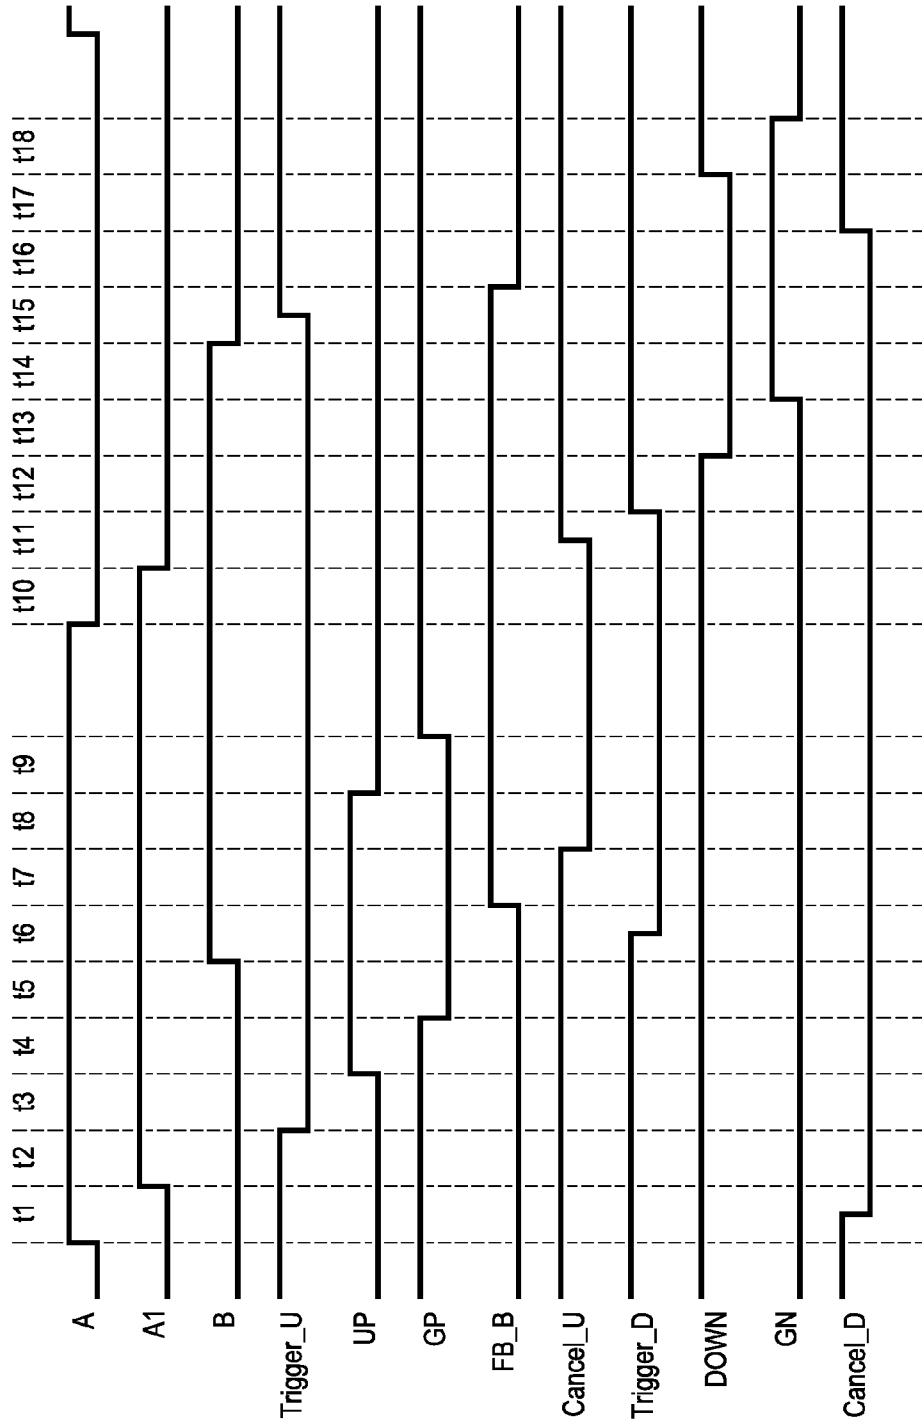 A
A1
B
Trigger_U
UP
GP
FB_B
Cancel_U
Trigger_D
DOWN
GN
Cancel_D
t1 t2 t3 t4 t5 t6 t7 t8 t9 t10 t11 t12 t13 t14 t15 t16 t17 t18